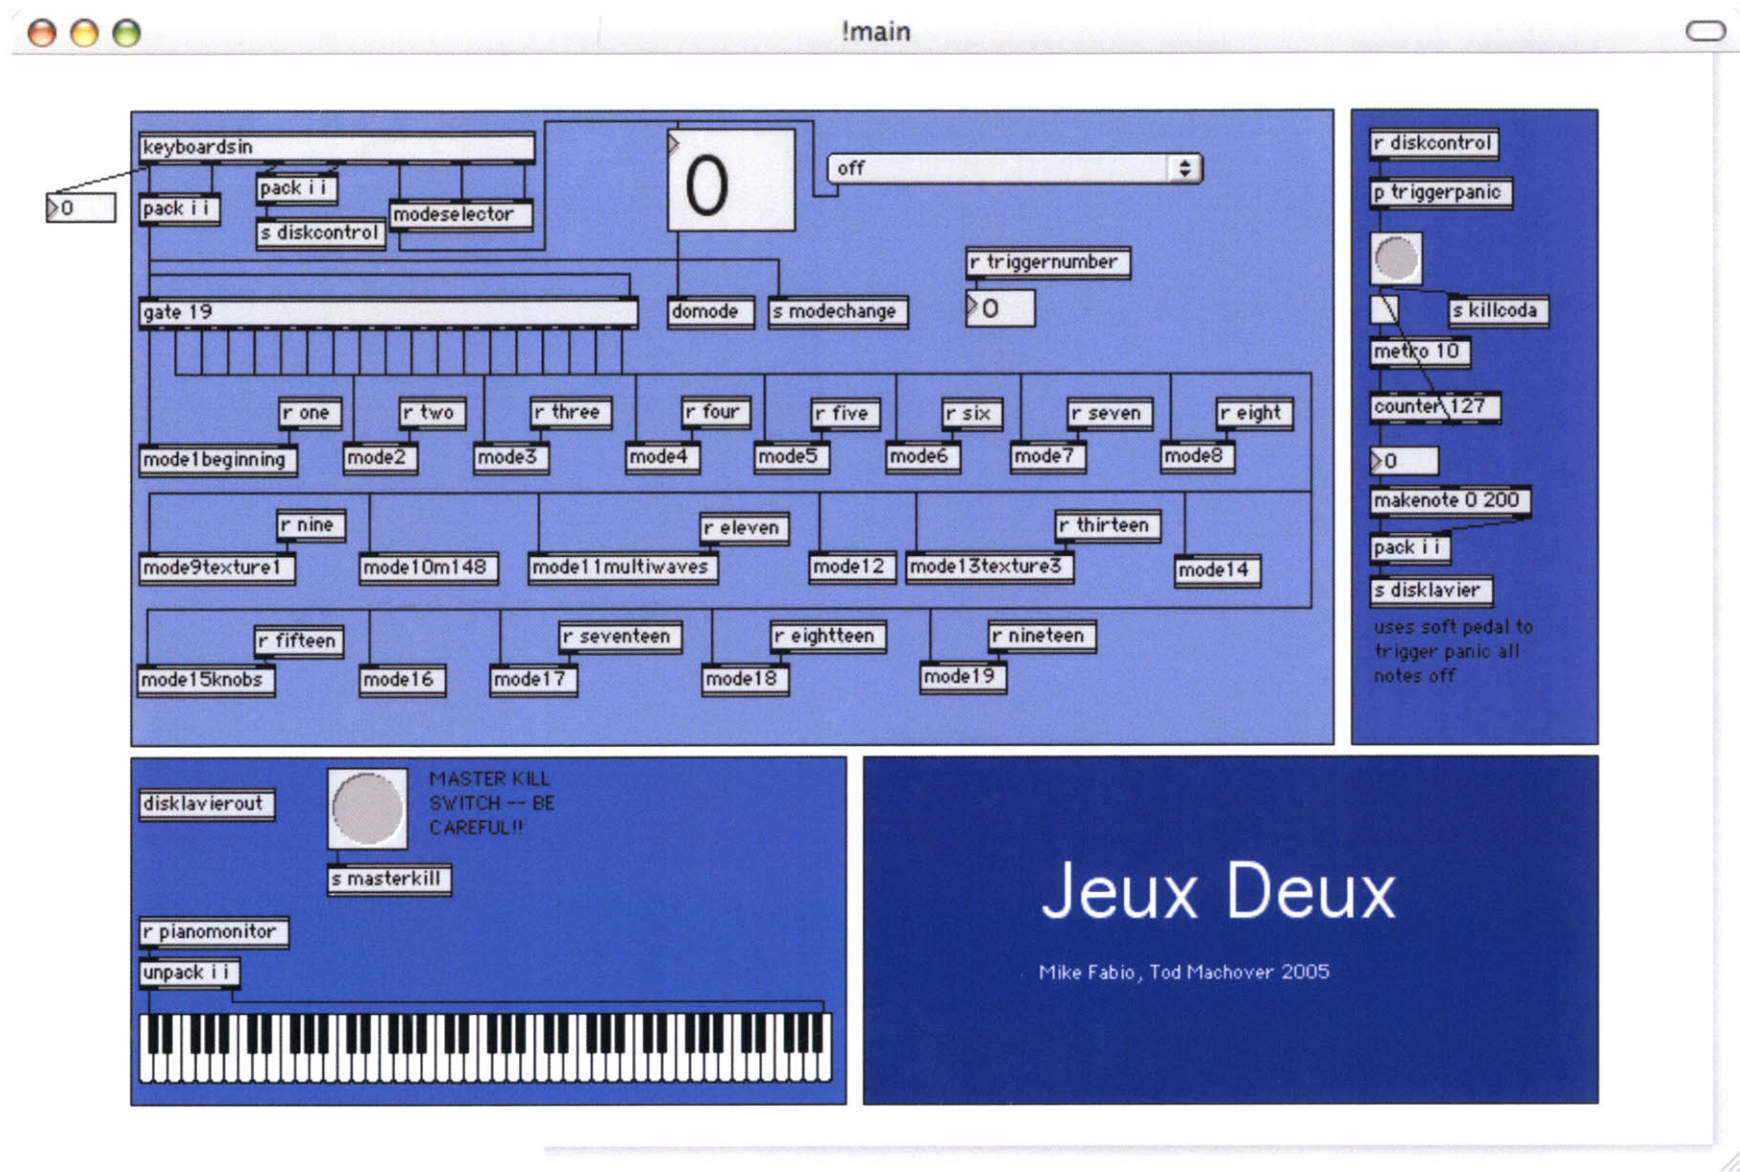 !main
keyboardsin
0
pack i i
pack i i
s diskcontrol
modeselector
0
off
r triggernumber
0
gate 19
domode
s modechange
r one
r two
r three
r four
r five
r six
r seven
r eight
mode1beginning
mode2
mode3
mode4
mode5
mode6
mode7
mode8
r nine
r eleven
r thirteen
mode9texture1
mode10m148
mode11multiwaves
mode12
mode13texture3
mode14
r fifteen
r seventeen
r eightteen
r nineteen
mode15knobs
mode16
mode17
mode18
mode19
r diskcontrol
p triggerpanic
s killcoda
metro 10
counter 127
0
makenote 0 200
pack i i
s disklavier
uses soft pedal to
trigger panic all
notes off
disklavierout
MASTER KILL
SWITCH -- BE
CAREFUL!!
s masterkill
r pianomonitor
unpack i i
Jeux Deux
Mike Fabio, Tod Machover 2005